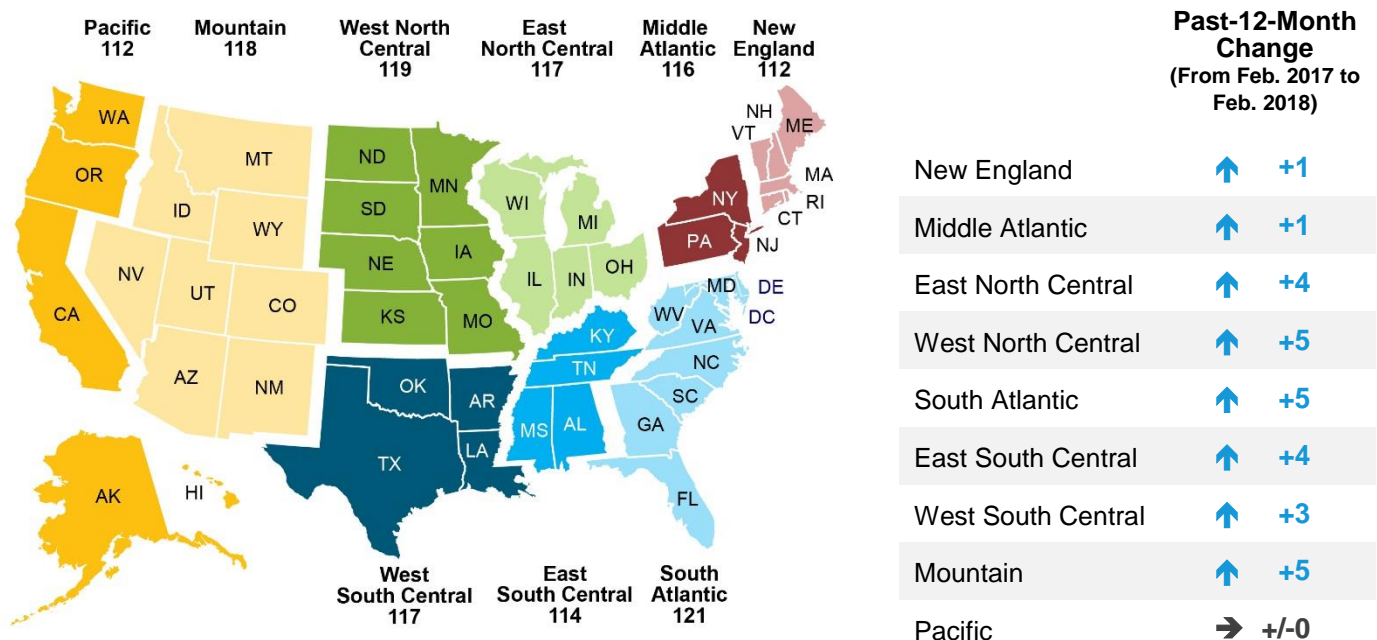 Pacific
112
Mountain
118
West North
Central
119
East
North Central
117
Middle
Atlantic
116
New
England
112
WA
OR
CA
AK
HI
MT
ID
WY
NV
UT
CO
AZ
NM
ND
SD
NE
KS
MN
IA
MO
WI
MI
IL
IN
OH
NY
PA
NJ
NH
VT
ME
MA
RI
CT
OK
TX
AR
LA
KY
TN
MS
AL
MD
DE
DC
WV
VA
NC
SC
GA
FL
West
South Central
117
East
South Central
114
South
Atlantic
121
Past-12-Month
Change
(From Feb. 2017 to
Feb. 2018)
New England +1
Middle Atlantic +1
East North Central +4
West North Central +5
South Atlantic +5
East South Central +4
West South Central +3
Mountain +5
Pacific +/-0